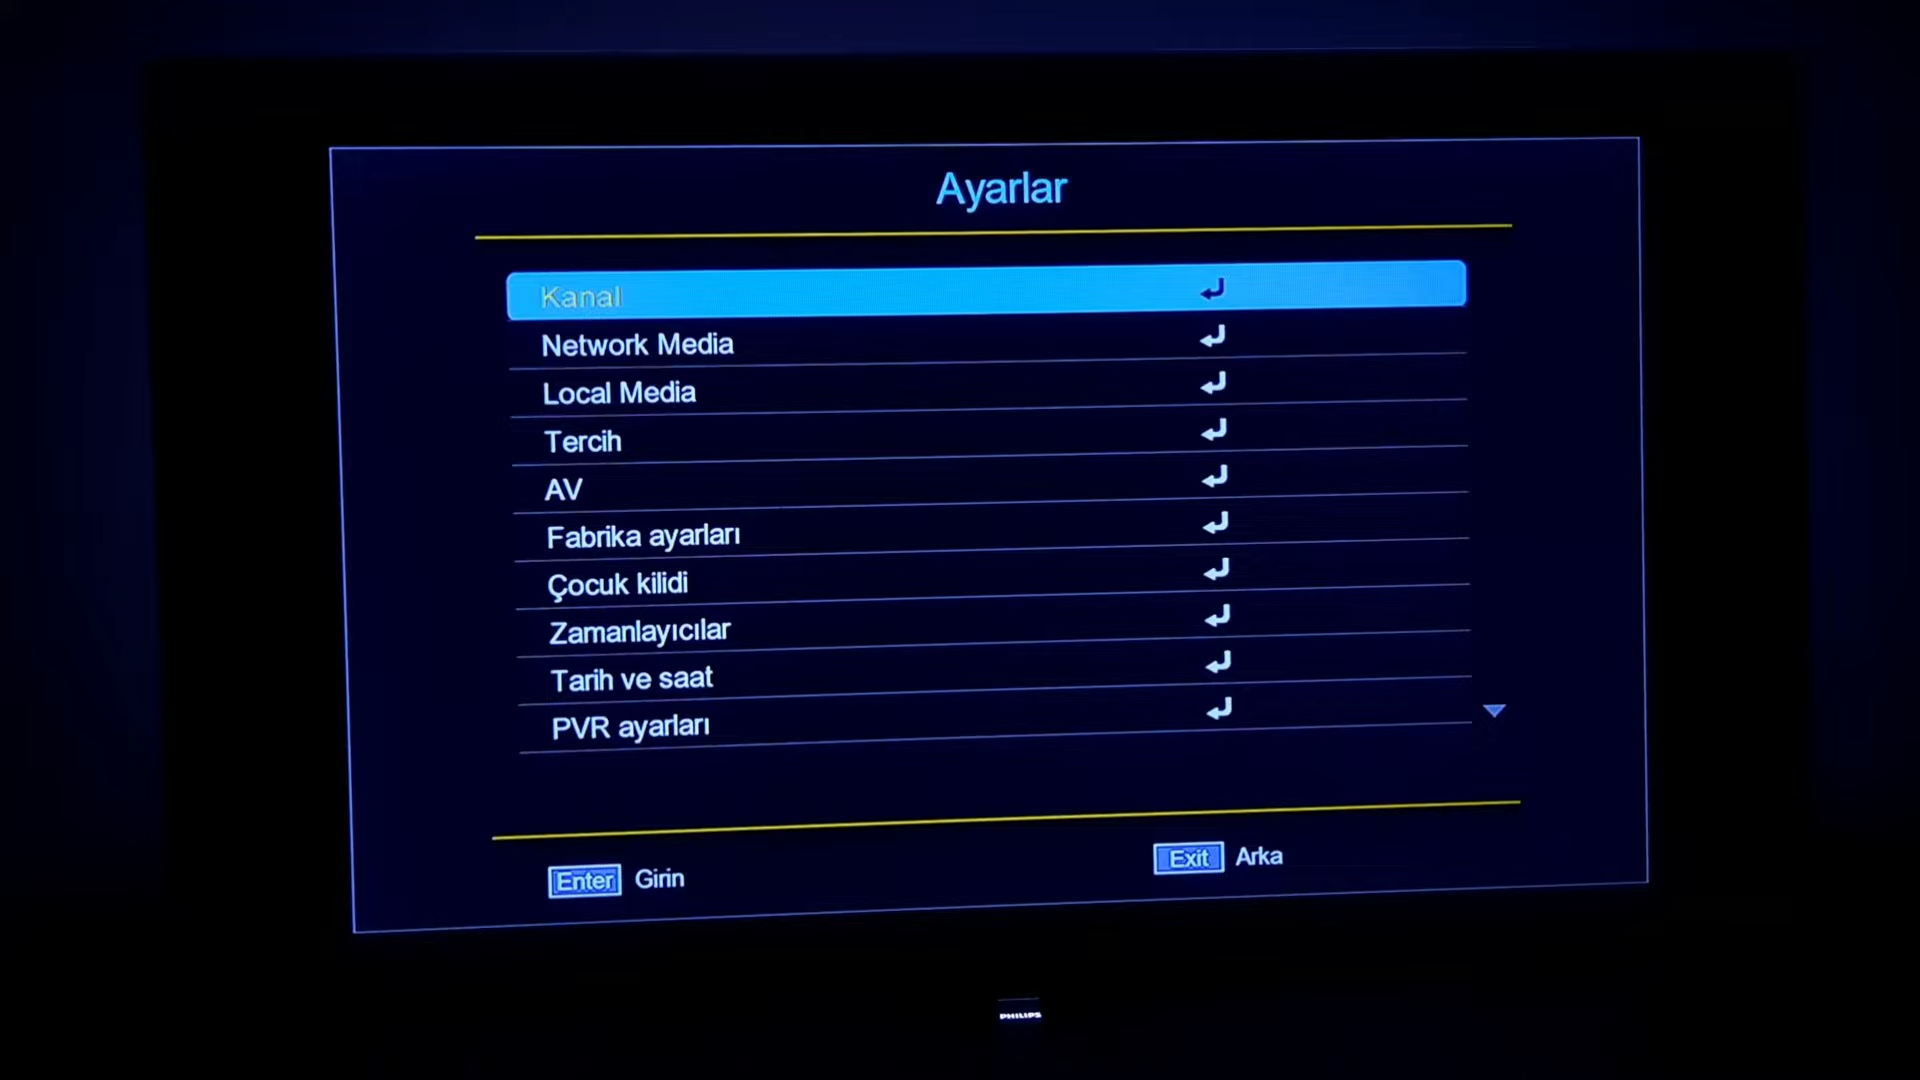 Ayarlar
Kanal
Network Media
Local Media
Tercih
AV
Fabrika ayarları
Çocuk kilidi
Zamanlayıcılar
Tarih ve saat
PVR ayarları
Enter Girin
Exit Arka
PHILIPS